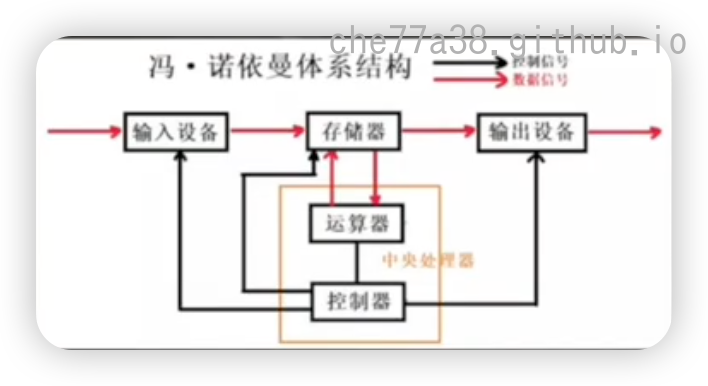 che77a38.github.io
冯·诺依曼体系结构
控制信号
数据信号
输入设备
存储器
输出设备
运算器
中央处理器
控制器